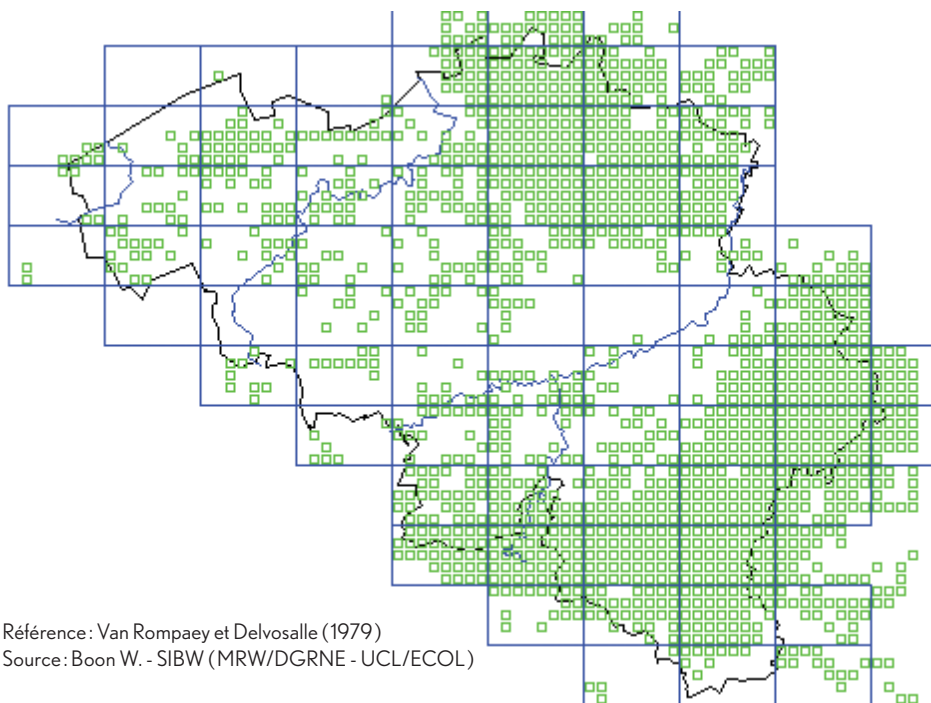 Référence : Van Rompaey et Delvosalle (1979)
Source : Boon W. - SIBW (MRW/DGRNE - UCL/ECOL)